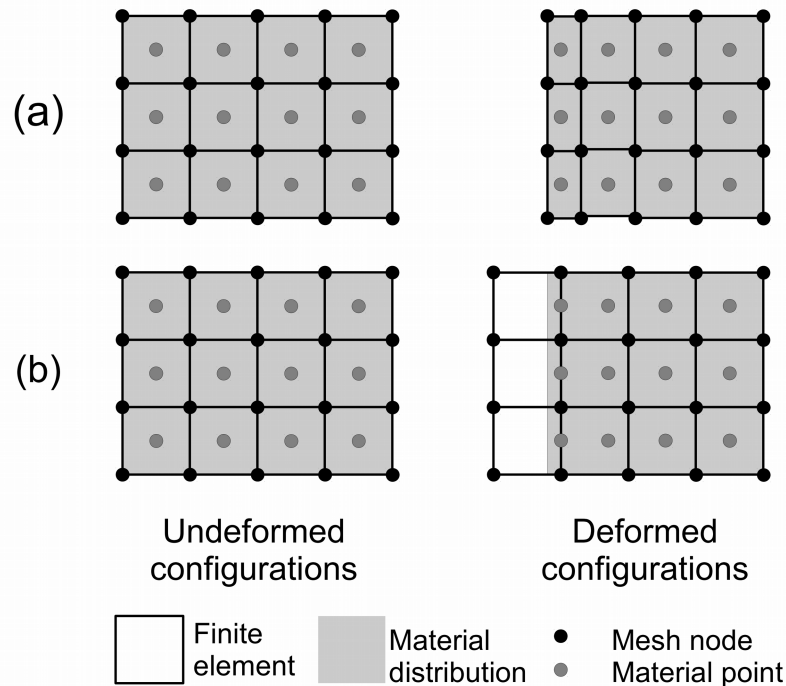 (a)
(b)
Undeformed
configurations
Deformed
configurations
Finite
element
Material
distribution
Mesh node
Material point